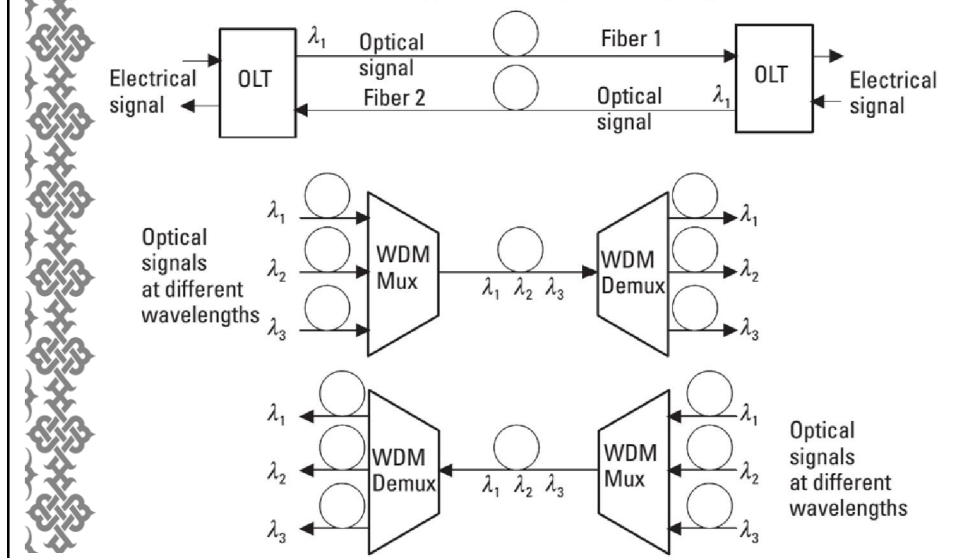 λ1 Optical signal Fiber 1
Electrical signal
OLT
OLT
Electrical signal
Fiber 2 Optical signal λ1
Optical
signals
at different
wavelengths
λ1
λ2
λ3
WDM
Mux
λ1 λ2 λ3
WDM
Demux
λ1
λ2
λ3
λ1
λ2
λ3
WDM
Demux
λ1 λ2 λ3
WDM
Mux
λ1
λ2
λ3
Optical
signals
at different
wavelengths